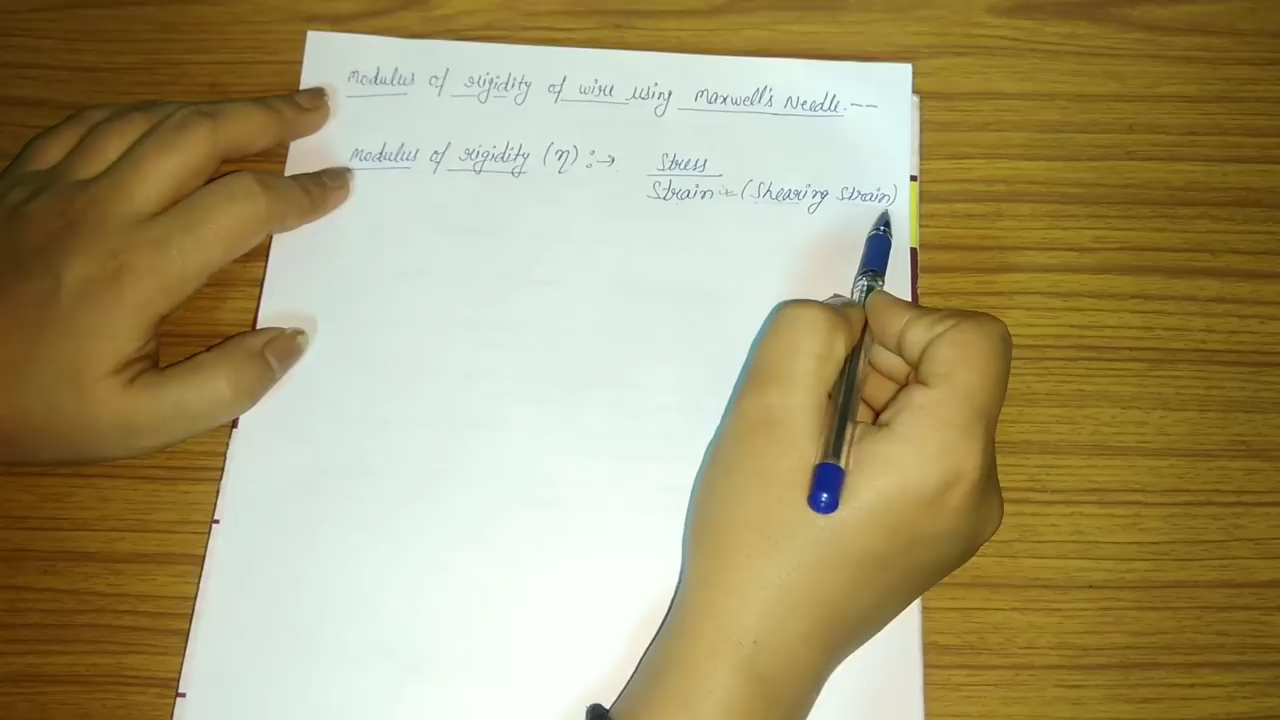 Modulus of rigidity of wire using Maxwell's Needle.--
Modulus of rigidity (η) :→ Stress
Strain = (Shearing Strain)